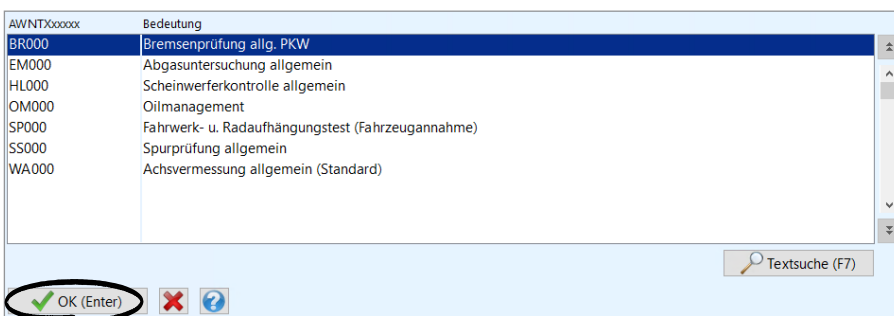 AWNTXxxxxx Bedeutung
BR000 Bremsenprüfung allg. PKW
EM000 Abgasuntersuchung allgemein
HL000 Scheinwerferkontrolle allgemein
OM000 Oilmanagement
SP000 Fahrwerk- u. Radaufhängungstest (Fahrzeugannahme)
SS000 Spurprüfung allgemein
WA000 Achsvermessung allgemein (Standard)
Textsuche (F7)
OK (Enter)